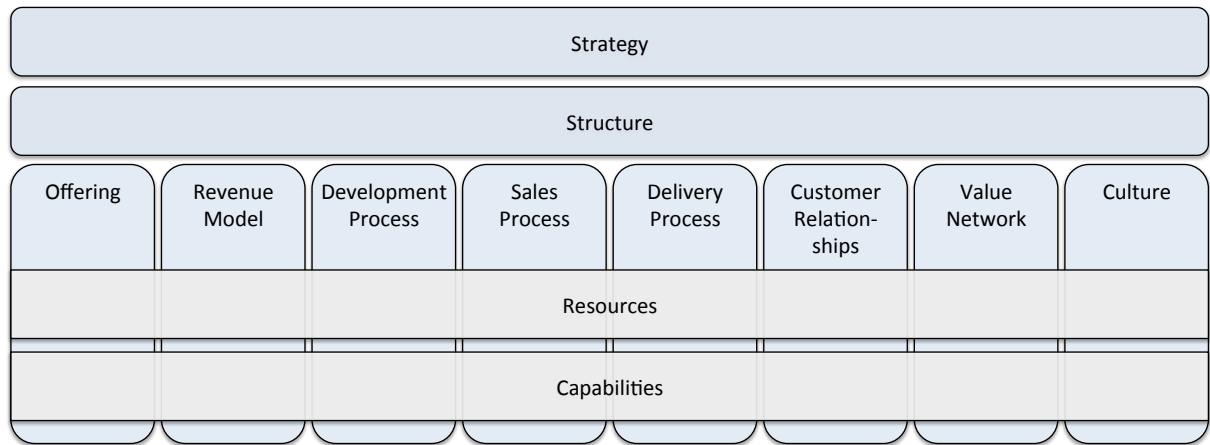 Strategy
Structure
Offering
Revenue
Model
Development
Process
Sales
Process
Delivery
Process
Customer
Relation-
ships
Value
Network
Culture
Resources
Capabilities